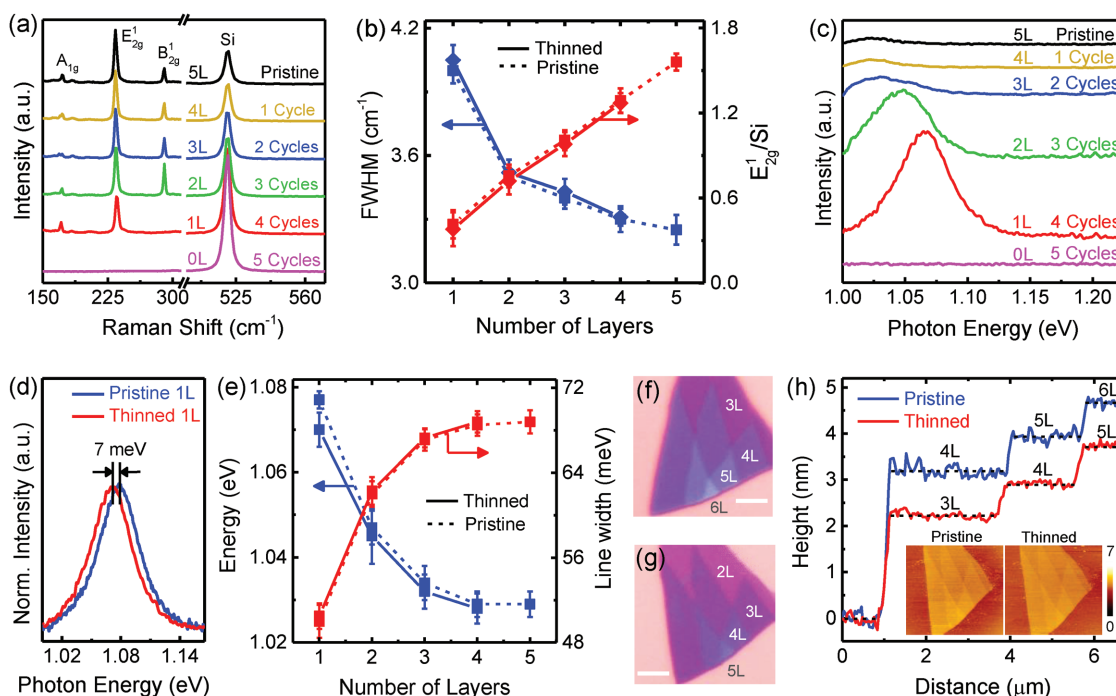 (a)
A1g
E¹2g
B¹2g
Si
5L Pristine
4L 1 Cycle
3L 2 Cycles
2L 3 Cycles
1L 4 Cycles
0L 5 Cycles
150 225 300 525 560
Raman Shift (cm⁻¹)
Intensity (a.u.)
(b)
4.2
3.6
3.0
FWHM (cm⁻¹)
Thinned
Pristine
1.8
1.2
0.6
0.0
E¹2g/Si
1 2 3 4 5
Number of Layers
(c)
5L Pristine
4L 1 Cycle
3L 2 Cycles
2L 3 Cycles
1L 4 Cycles
0L 5 Cycles
1.00 1.05 1.10 1.20
Photon Energy (eV)
Intensity (a.u.)
(d)
Pristine 1L
Thinned 1L
7 meV
1.02 1.08 1.14
Photon Energy (eV)
Norm. Intensity (a.u.)
(e)
1.08
1.06
1.04
1.02
Energy (eV)
Thinned
Pristine
72
68
63
58
54
50
Line width (meV)
1 2 3 4 5
Number of Layers
(f)
3L
4L
5L
6L
(g)
2L
3L
4L
5L
(h)
Pristine
Thinned
6L
5L
4L
5L
4L
3L
5
4
3
2
1
0
Height (nm)
Pristine
Thinned
7
0
0 2 4 6
Distance (μm)